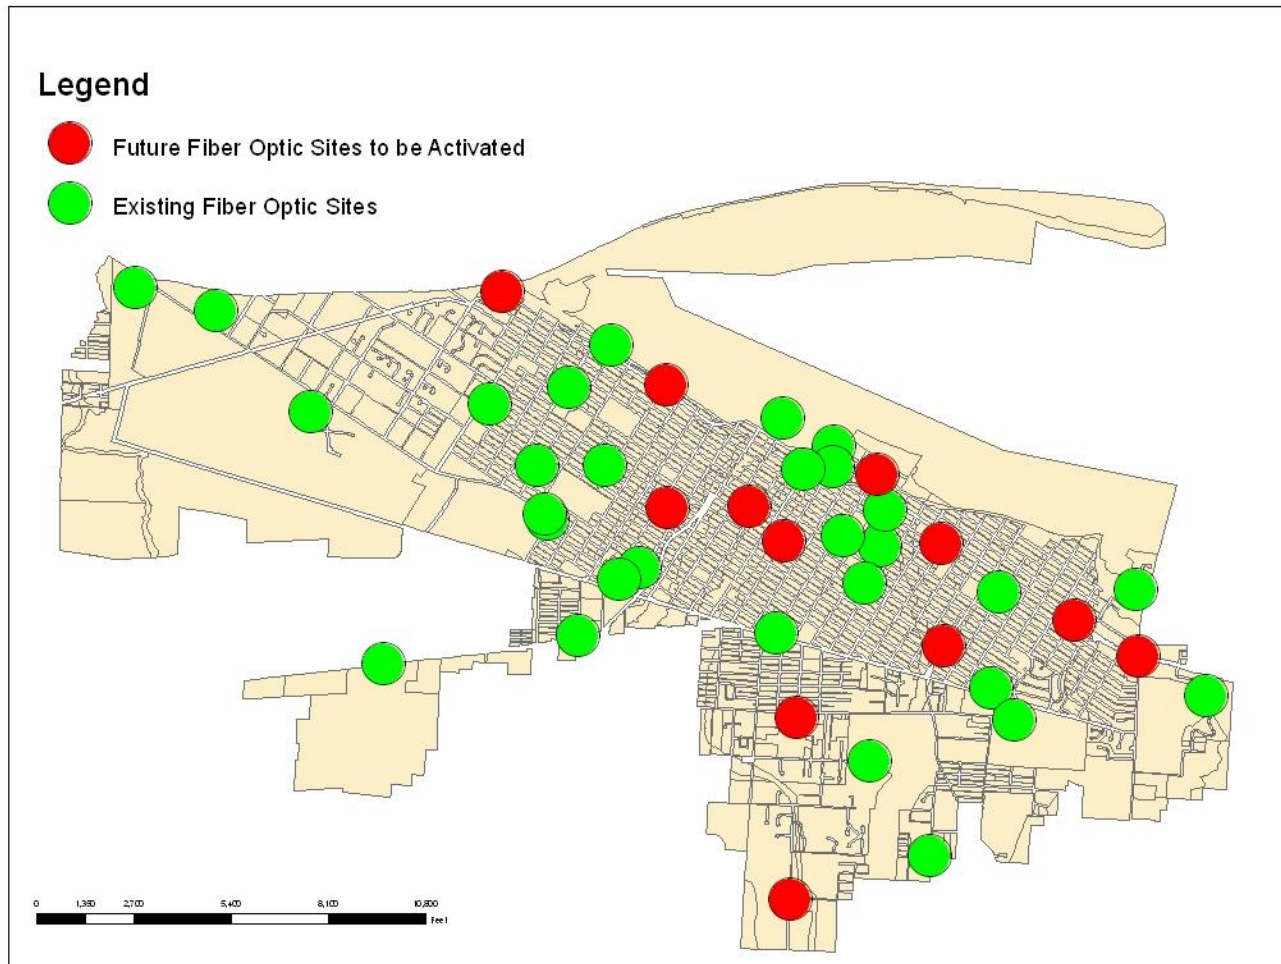 Legend
Future Fiber Optic Sites to be Activated
Existing Fiber Optic Sites
0 1,350 2,700 5,400 8,100 10,800
Feet